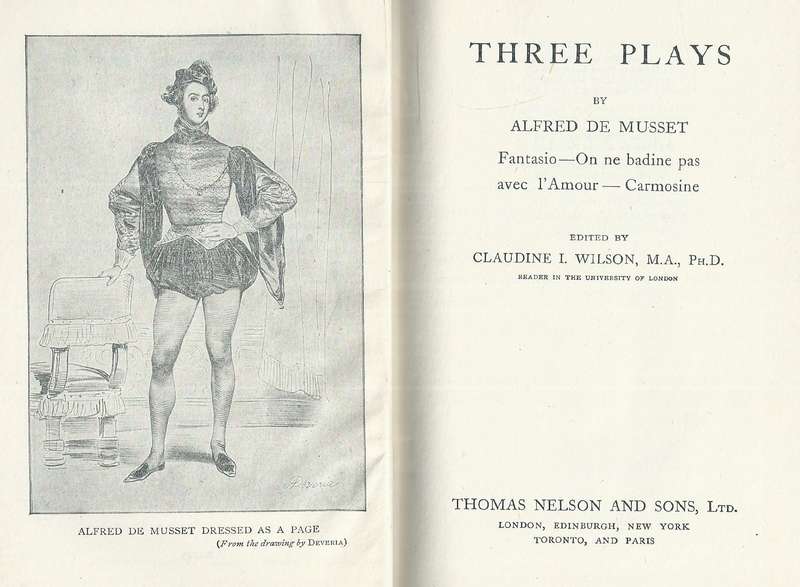 Deveria
ALFRED DE MUSSET DRESSED AS A PAGE
(From the drawing by DEVERIA)
THREE PLAYS
BY
ALFRED DE MUSSET
Fantasio—On ne badine pas
avec l'Amour — Carmosine
EDITED BY
CLAUDINE I. WILSON, M.A., PH.D.
READER IN THE UNIVERSITY OF LONDON
THOMAS NELSON AND SONS, LTD.
LONDON, EDINBURGH, NEW YORK
TORONTO, AND PARIS